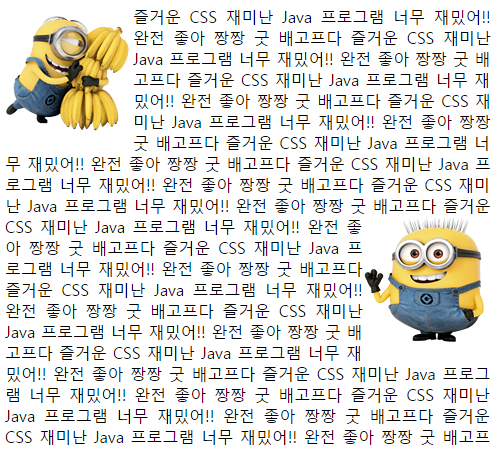 즐거운 CSS 재미난 Java 프로그램 너무 재밌어!!
완전 좋아 짱짱 굿 배고프다 즐거운 CSS 재미난
Java 프로그램 너무 재밌어!! 완전 좋아 짱짱 굿 배
고프다 즐거운 CSS 재미난 Java 프로그램 너무 재
밌어!! 완전 좋아 짱짱 굿 배고프다 즐거운 CSS 재
미난 Java 프로그램 너무 재밌어!! 완전 좋아 짱짱
굿 배고프다 즐거운 CSS 재미난 Java 프로그램 너
무 재밌어!! 완전 좋아 짱짱 굿 배고프다 즐거운 CSS 재미난 Java 프
로그램 너무 재밌어!! 완전 좋아 짱짱 굿 배고프다 즐거운 CSS 재미
난 Java 프로그램 너무 재밌어!! 완전 좋아 짱짱 굿 배고프다 즐거운
CSS 재미난 Java 프로그램 너무 재밌어!! 완전 좋
아 짱짱 굿 배고프다 즐거운 CSS 재미난 Java 프
로그램 너무 재밌어!! 완전 좋아 짱짱 굿 배고프다
즐거운 CSS 재미난 Java 프로그램 너무 재밌어!!
완전 좋아 짱짱 굿 배고프다 즐거운 CSS 재미난
Java 프로그램 너무 재밌어!! 완전 좋아 짱짱 굿 배
고프다 즐거운 CSS 재미난 Java 프로그램 너무 재
밌어!! 완전 좋아 짱짱 굿 배고프다 즐거운 CSS 재미난 Java 프로그
램 너무 재밌어!! 완전 좋아 짱짱 굿 배고프다 즐거운 CSS 재미난
Java 프로그램 너무 재밌어!! 완전 좋아 짱짱 굿 배고프다 즐거운
CSS 재미난 Java 프로그램 너무 재밌어!! 완전 좋아 짱짱 굿 배고프